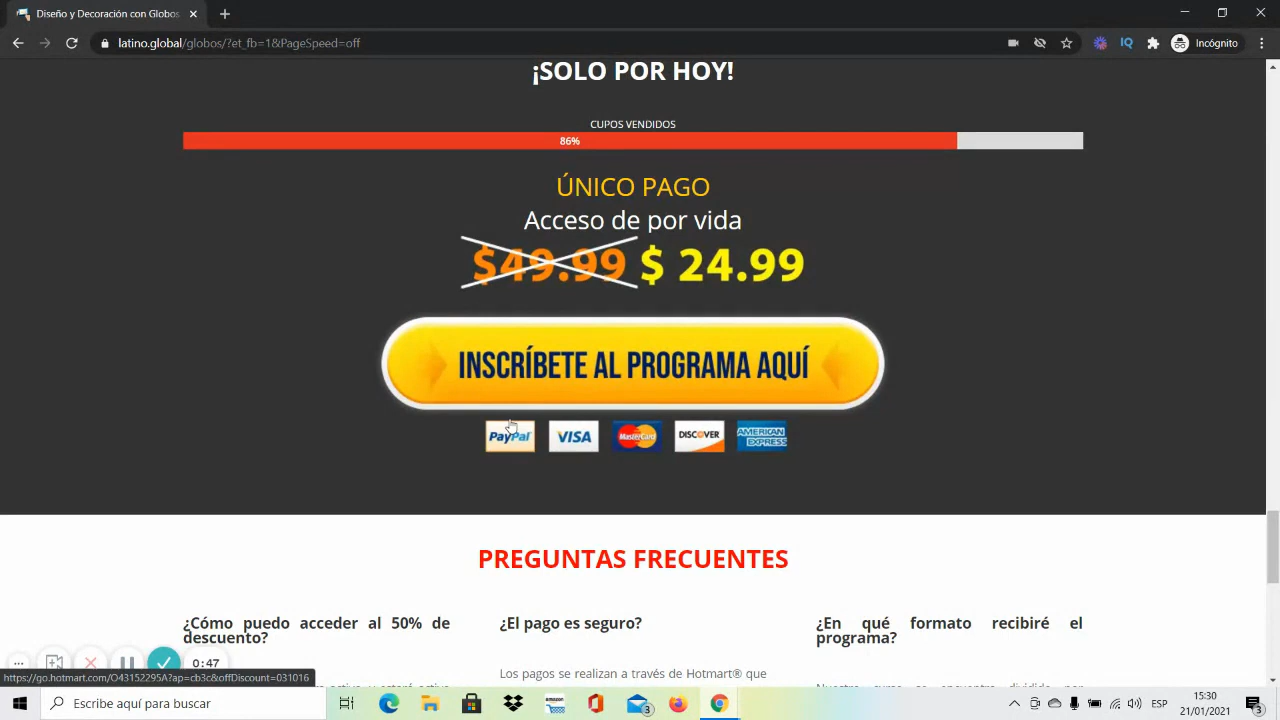 Diseño y Decoración con Globos
latino.global/globos/?et_fb=1&PageSpeed=off
Incógnito
¡SOLO POR HOY!
CUPOS VENDIDOS
86%
ÚNICO PAGO
Acceso de por vida
$49.99 $ 24.99
INSCRÍBETE AL PROGRAMA AQUÍ
PayPal VISA MasterCard DISCOVER AMERICAN EXPRESS
PREGUNTAS FRECUENTES
¿Cómo puedo acceder al 50% de
descuento?
¿El pago es seguro?
Los pagos se realizan a través de Hotmart® que
¿En qué formato recibiré el
programa?
0:47
https://go.hotmart.com/O43152295A?ap=cb3c&offDiscount=031016
Escribe aquí para buscar
amazon
3
ESP
15:30
21/01/2021
3